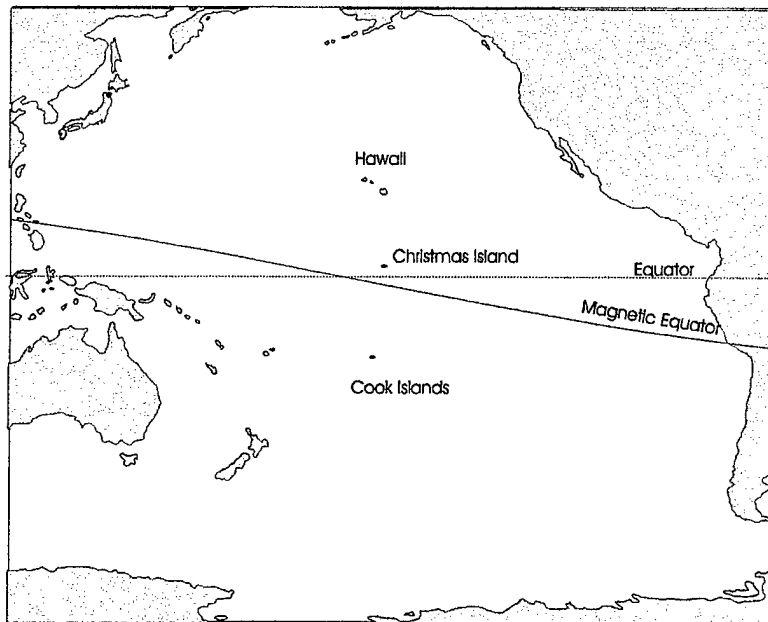 Hawaii
Christmas Island
Equator
Magnetic Equator
Cook Islands